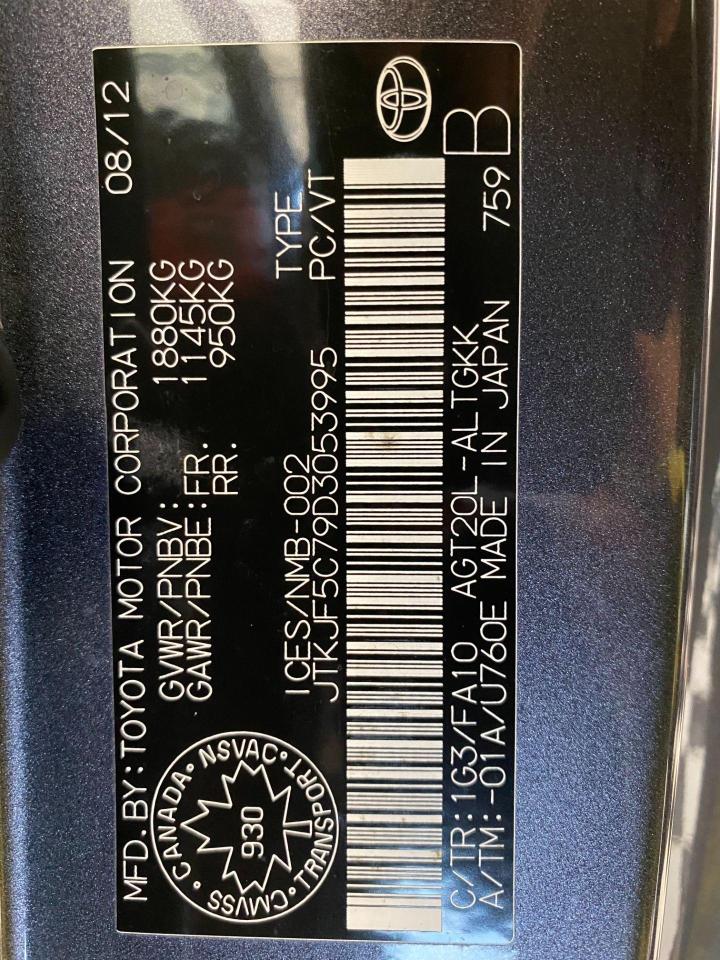 MFD.BY:TOYOTA MOTOR CORPORATION 08/12
GVWR/PNBV: 1880KG
GAWR/PNBE:FR. 1145KG
RR. 950KG
CANADA • NSVAC • TRANSPORT • CMVSS •
930
ICES/NMB-002 TYPE
JTKJF5C79D3053995 PC/VT
C/TR:1G3/FA10 AGT20L-ALTGKK
A/TM:-01A/U760E MADE IN JAPAN 759 B